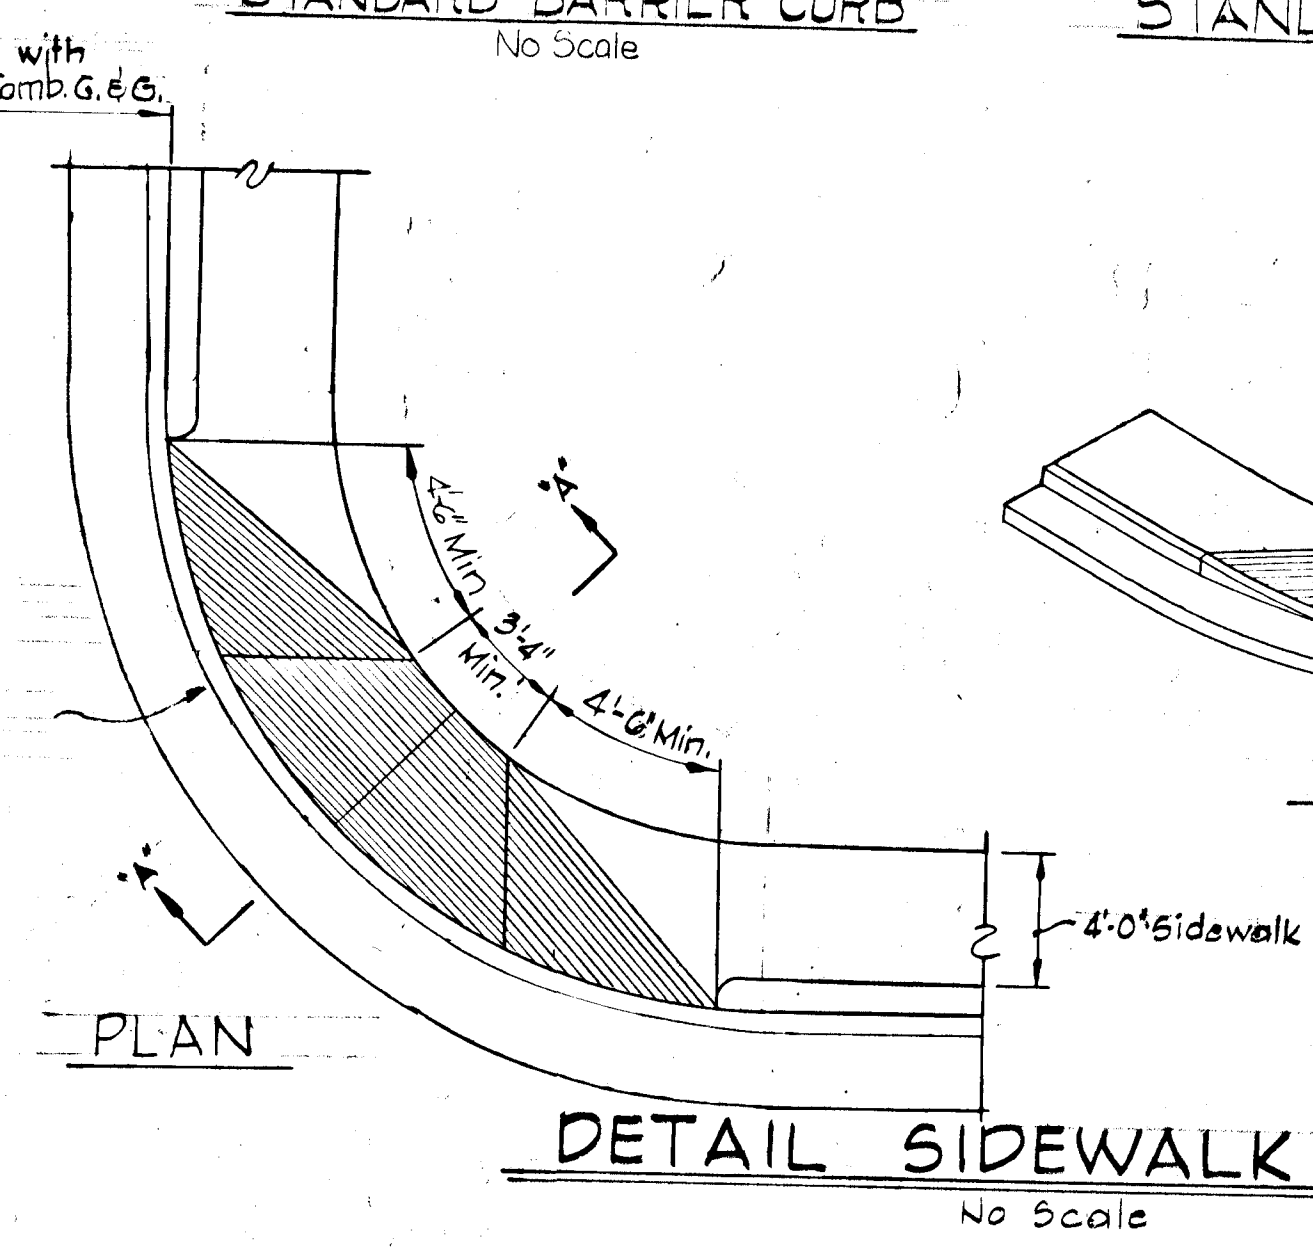 STANDARD BARRIER CURB
No Scale
with
Comb. C. & G.
"A"
4'-6" Min
3'-4"
Min.
4'-6" Min.
"A"
4'-0" Sidewalk
PLAN
DETAIL SIDEWALK
No Scale